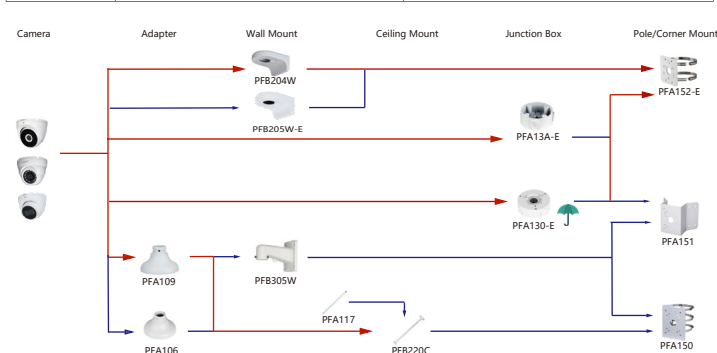 Camera Adapter Wall Mount Ceiling Mount Junction Box Pole/Corner Mount
PFB204W
PFA152-E
PFB205W-E
PFA13A-E
PFA130-E
PFA151
PFA109
PFB305W
PFA117
PFA106
PFB220C
PFA150